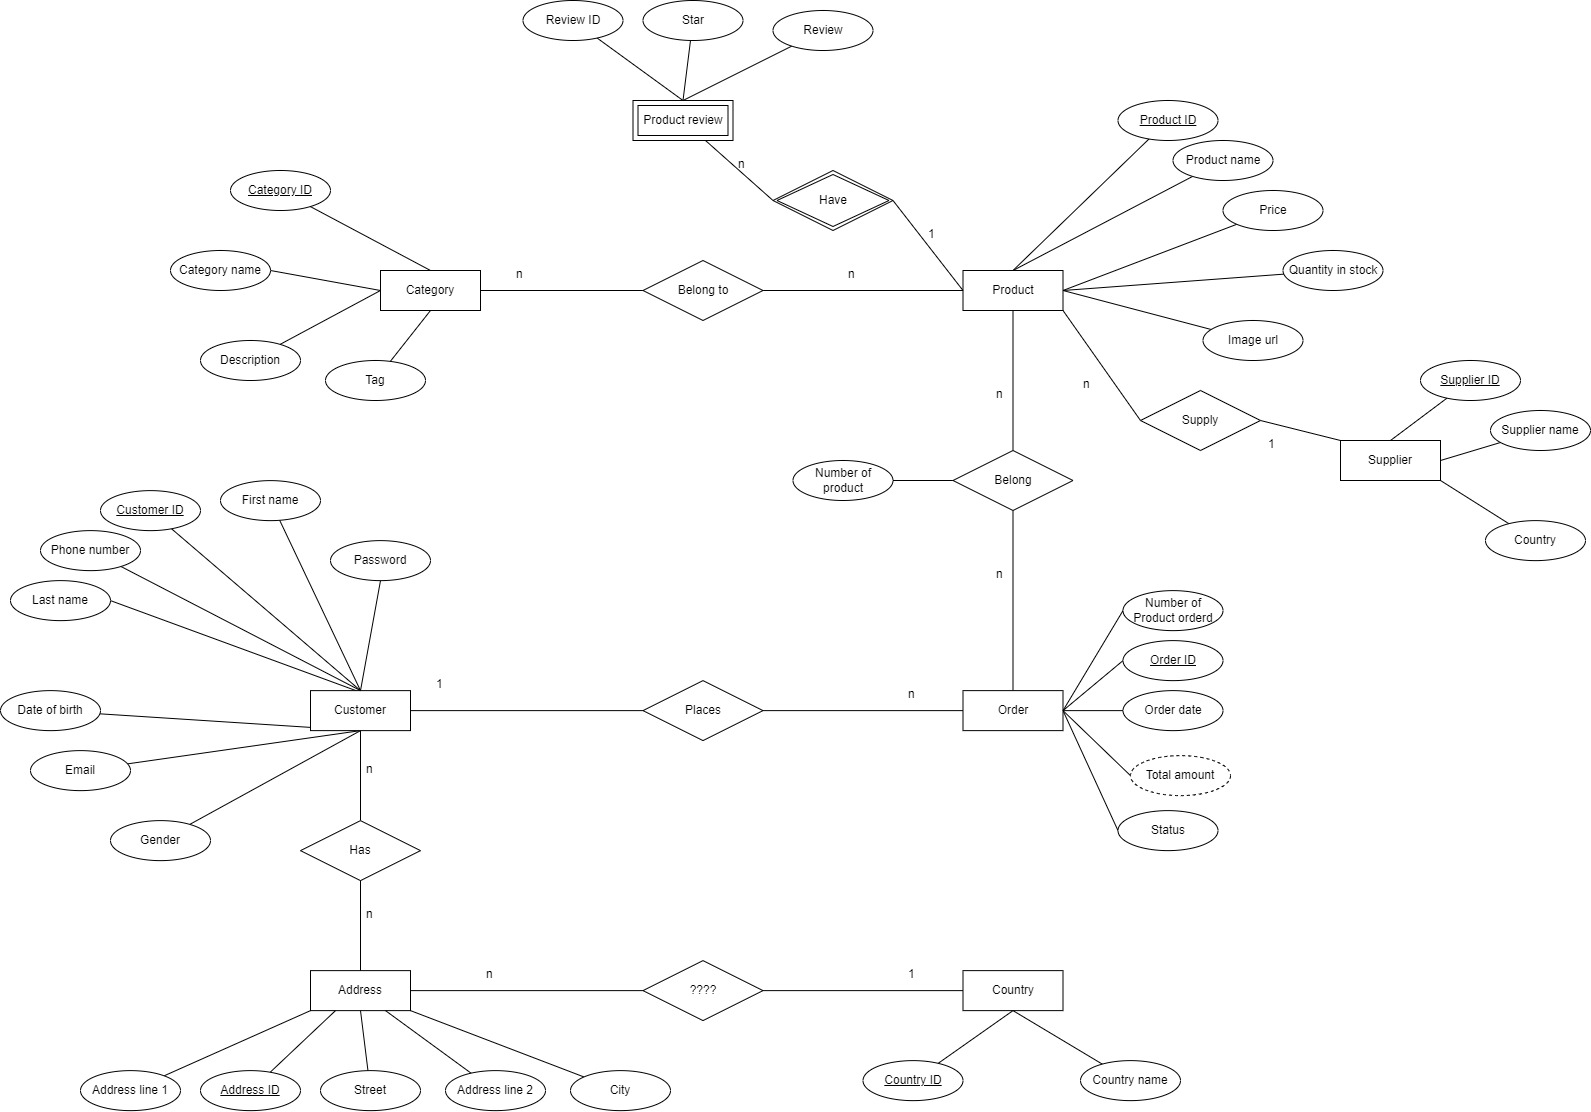 Review ID
Star
Review
Product review
n
Have
1
Product ID
Product name
Price
Quantity in stock
Image url
Category ID
Category name
Description
Tag
Category
n
Belong to
n
Product
n
n
Supply
1
Supplier
Supplier ID
Supplier name
Country
Number of
product
Belong
n
Customer ID
First name
Phone number
Password
Last name
Date of birth
Email
Gender
Customer
1
Places
n
Order
Number of
Product orderd
Order ID
Order date
Total amount
Status
n
Has
n
Address
n
????
1
Country
Address line 1
Address ID
Street
Address line 2
City
Country ID
Country name